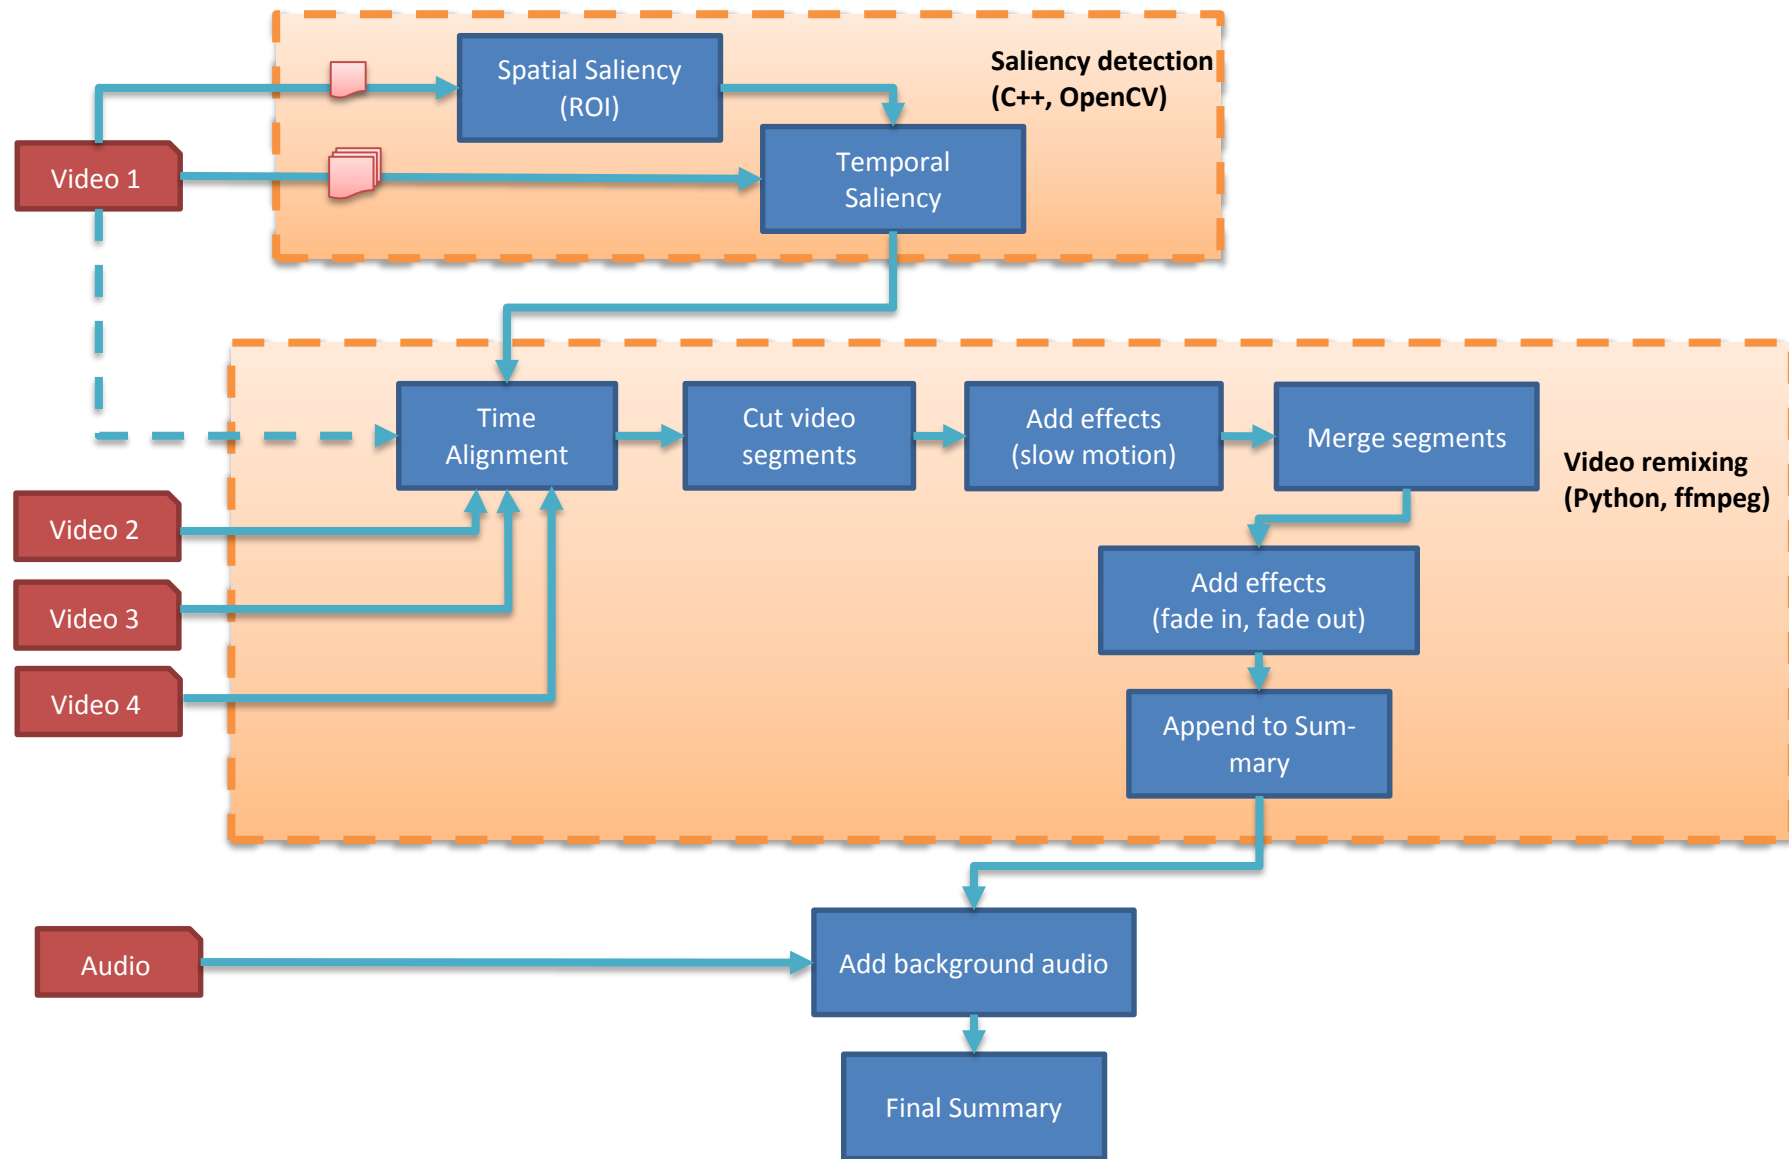 Spatial Saliency
(ROI)
Saliency detection
(C++, OpenCV)
Video 1
Temporal
Saliency
Time
Alignment
Cut video
segments
Add effects
(slow motion)
Merge segments
Video remixing
(Python, ffmpeg)
Video 2
Video 3
Video 4
Add effects
(fade in, fade out)
Append to Sum-
mary
Audio
Add background audio
Final Summary